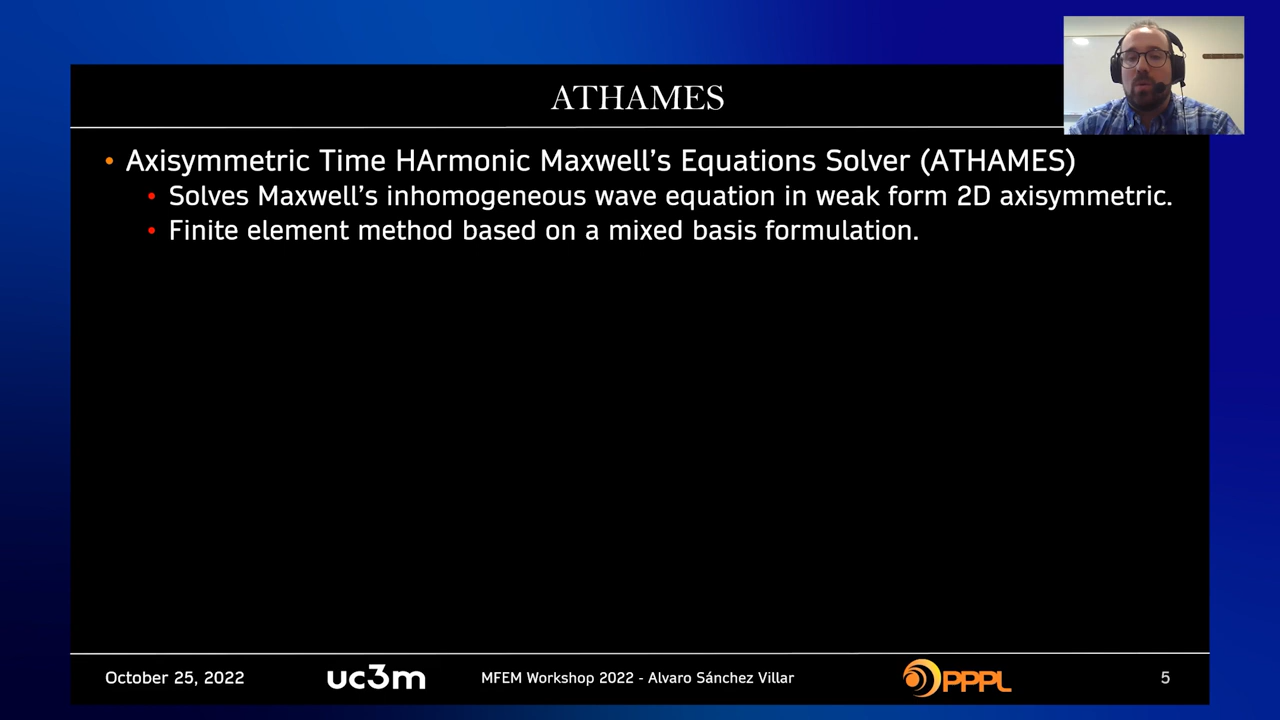 ATHAMES
• Axisymmetric Time HArmonic Maxwell's Equations Solver (ATHAMES)
• Solves Maxwell's inhomogeneous wave equation in weak form 2D axisymmetric.
• Finite element method based on a mixed basis formulation.
October 25, 2022
uc3m
MFEM Workshop 2022 - Alvaro Sánchez Villar
PPPL
5